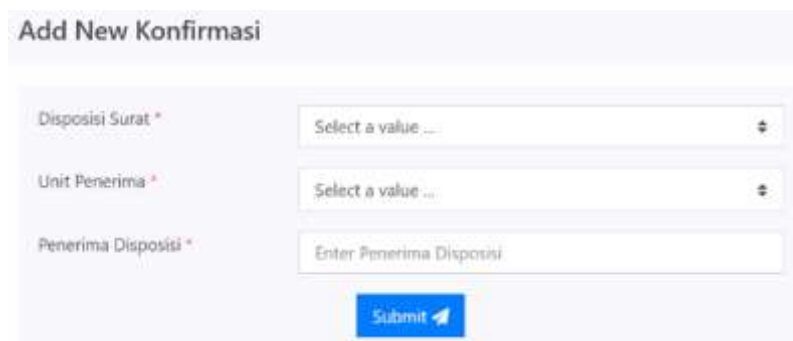 Add New Konfirmasi
Disposisi Surat *
Select a value ...
Unit Penerima *
Select a value ...
Penerima Disposisi *
Enter Penerima Disposisi
Submit